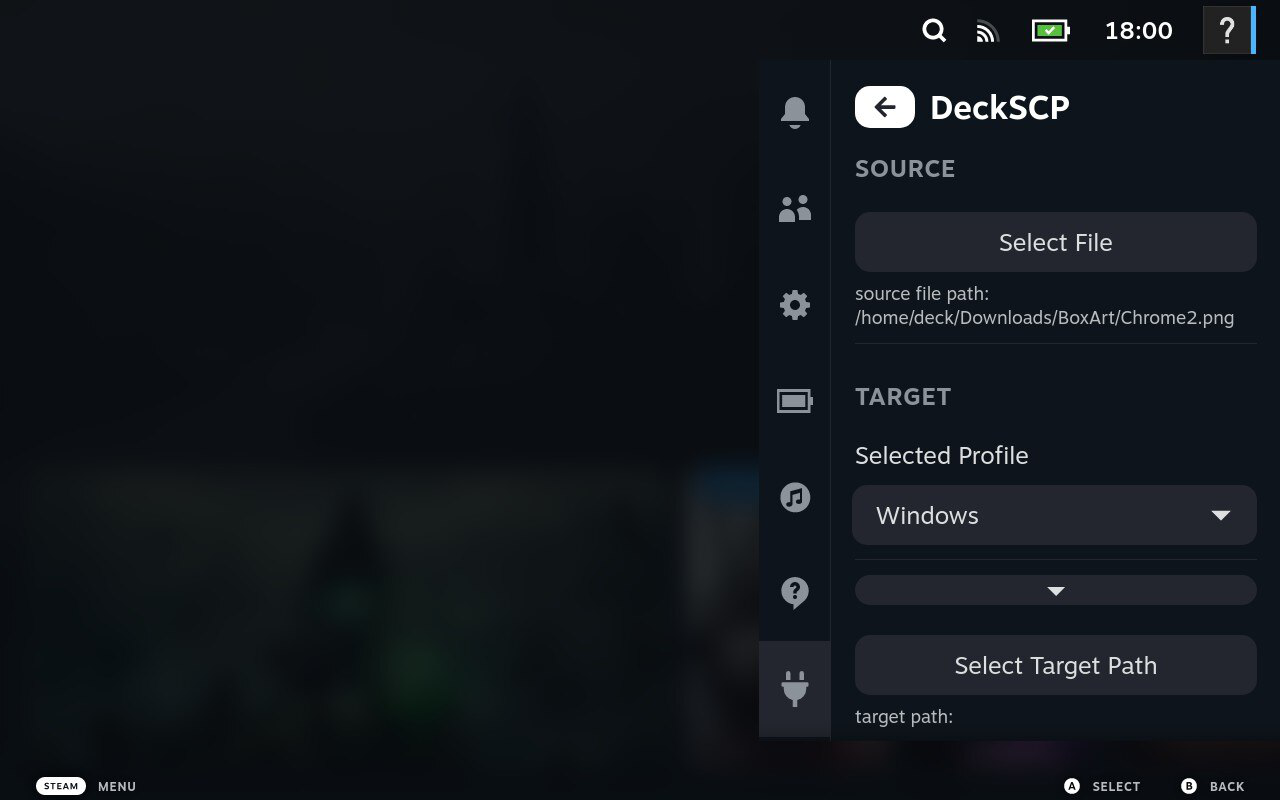 18:00
?
DeckSCP
SOURCE
Select File
source file path:
/home/deck/Downloads/BoxArt/Chrome2.png
TARGET
Selected Profile
Windows
Select Target Path
target path:
STEAM MENU
A SELECT B BACK